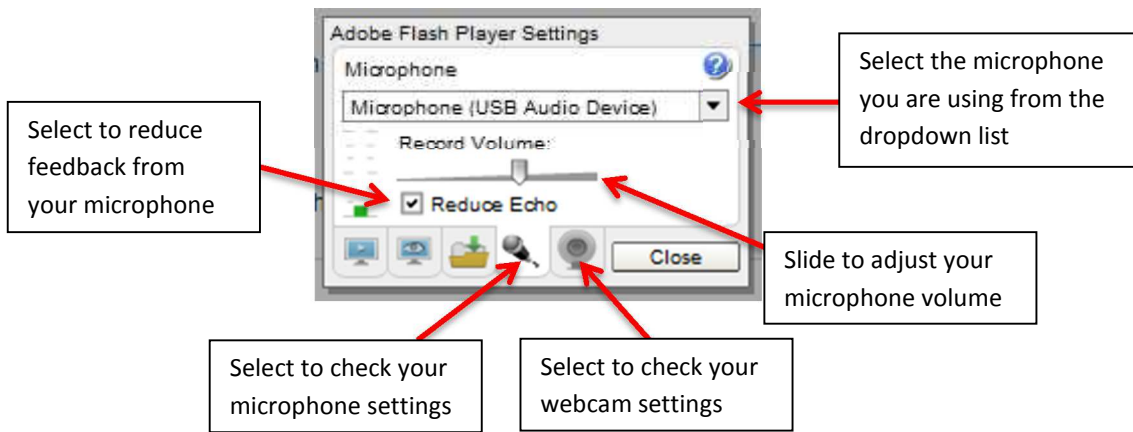 Adobe Flash Player Settings
Microphone
Microphone (USB Audio Device)
Record Volume:
Reduce Echo
Close
Select the microphone
you are using from the
dropdown list
Select to reduce
feedback from
your microphone
Slide to adjust your
microphone volume
Select to check your
microphone settings
Select to check your
webcam settings